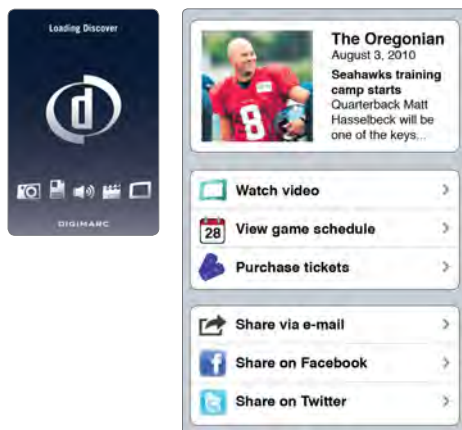 Loading Discover
d
DIGIMARC
The Oregonian
August 3, 2010
Seahawks training
camp starts
Quarterback Matt
Hasselbeck will be
one of the keys...
8
Watch video
28
View game schedule
Purchase tickets
Share via e-mail
f
Share on Facebook
Share on Twitter